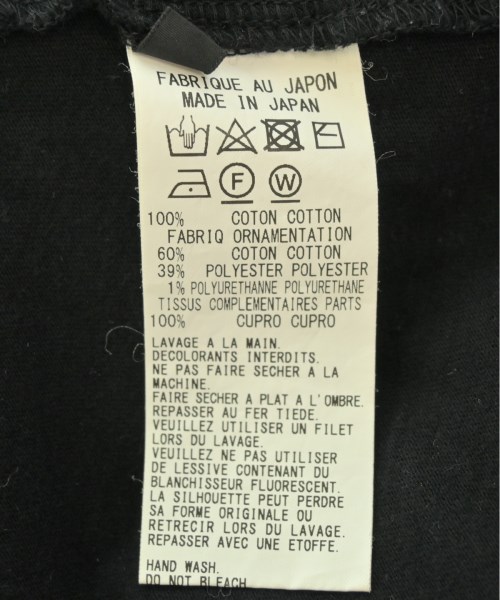 FABRIQUE AU JAPON
MADE IN JAPAN
F W
100% COTON COTTON
FABRIQ ORNAMENTATION
60% COTON COTTON
39% POLYESTER POLYESTER
1% POLYURETHANNE POLYURETHANE
TISSUS COMPLEMENTAIRES PARTS
100% CUPRO CUPRO
LAVAGE A LA MAIN.
DECOLORANTS INTERDITS.
NE PAS FAIRE SECHER A LA
MACHINE.
FAIRE SECHER A PLAT A L'OMBRE.
REPASSER AU FER TIEDE.
VEUILLEZ UTILISER UN FILET
LORS DU LAVAGE.
VEUILLEZ NE PAS UTILISER
DE LESSIVE CONTENANT DU
BLANCHISSEUR FLUORESCENT.
LA SILHOUETTE PEUT PERDRE
SA FORME ORIGINALE OU
RETRECIR LORS DU LAVAGE.
REPASSER AVEC UNE ETOFFE.
HAND WASH.
DO NOT BLEACH